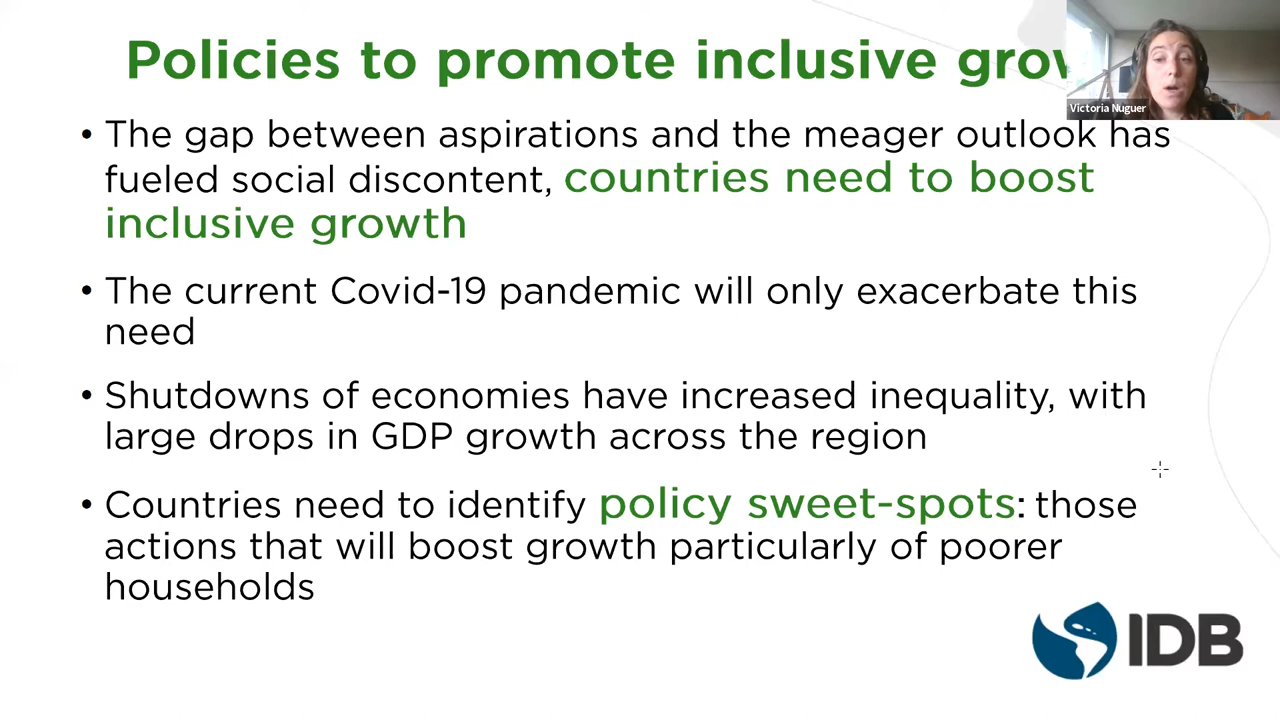 Policies to promote inclusive grow
Victoria Nuguer
• The gap between aspirations and the meager outlook has
fueled social discontent, countries need to boost
inclusive growth
• The current Covid-19 pandemic will only exacerbate this
need
• Shutdowns of economies have increased inequality, with
large drops in GDP growth across the region
• Countries need to identify policy sweet-spots: those
actions that will boost growth particularly of poorer
households
IDB